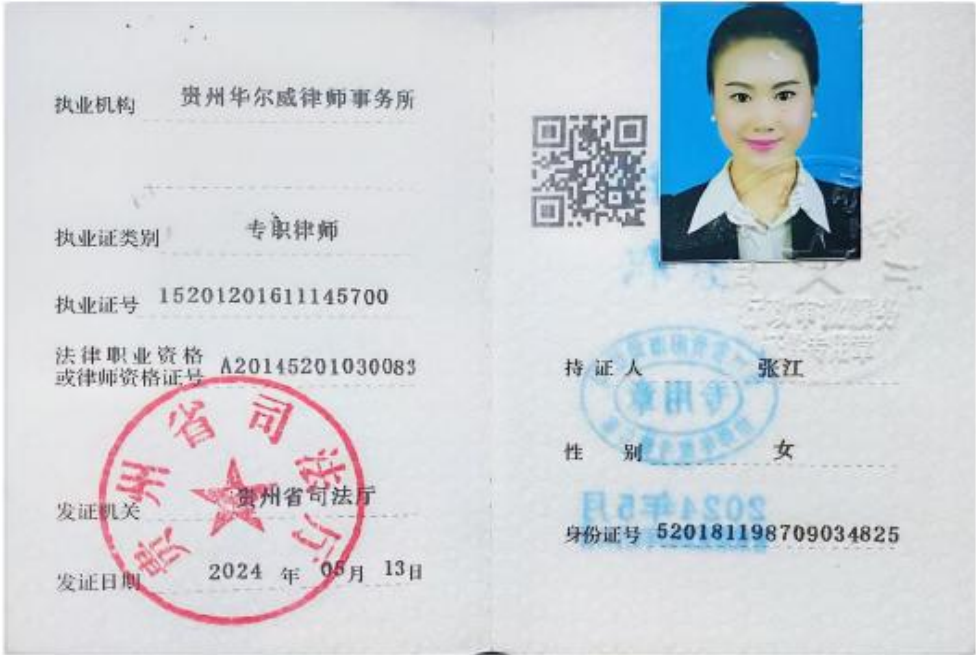 执业机构 贵州华尔威律师事务所
执业证类别 专职律师
执业证号 15201201611145700
法律职业资格
或律师资格证号 A20145201030083
发证机关 贵州省司法厅
发证日期 2024 年 05月 13日
贵州省司法厅
持证人 张江
专用章
性别 女
2024年5月
身份证号 520181198709034825